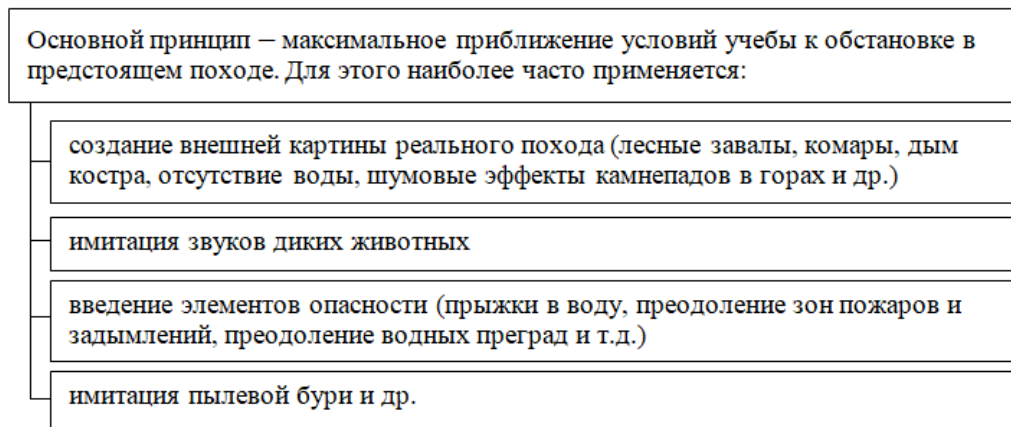 Основной принцип – максимальное приближение условий учебы к обстановке в
предстоящем походе. Для этого наиболее часто применяется:
создание внешней картины реального похода (лесные завалы, комары, дым
костра, отсутствие воды, шумовые эффекты камнепадов в горах и др.)
имитация звуков диких животных
введение элементов опасности (прыжки в воду, преодоление зон пожаров и
задымлений, преодоление водных преград и т.д.)
имитация пылевой бури и др.